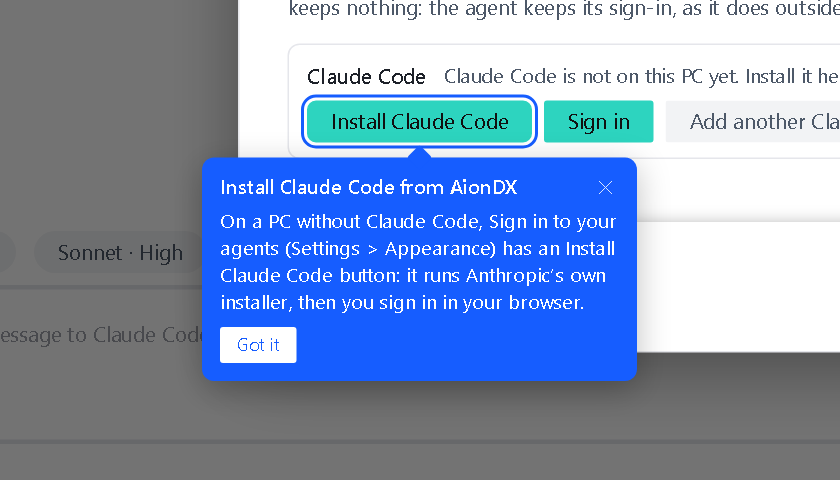 keeps nothing: the agent keeps its sign-in, as it does outside
Claude Code Claude Code is not on this PC yet. Install it he
Install Claude Code Sign in Add another Cla
Install Claude Code from AionDX
On a PC without Claude Code, Sign in to your
agents (Settings > Appearance) has an Install
Claude Code button: it runs Anthropic's own
installer, then you sign in in your browser.
Sonnet · High
essage to Claude Code
Got it